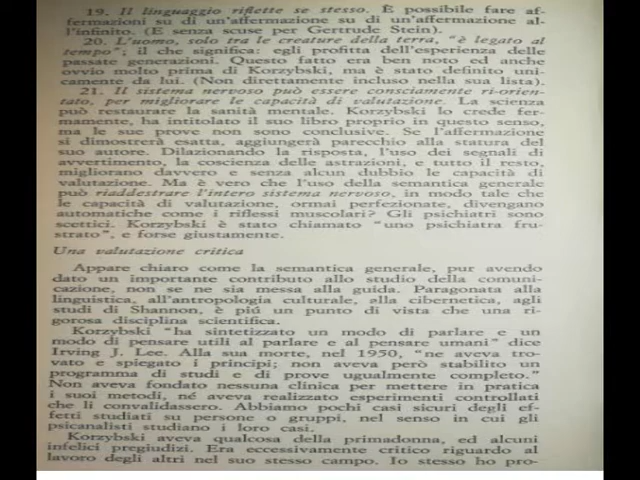 19. Il linguaggio riflette se stesso. È possibile fare af-
fermazioni su di un'affermazione su di un'affermazione al-
l'infinito. (E senza scuse per Gertrude Stein).
20. L'uomo, solo tra le creature della terra, "è legato al
tempo"; il che significa: egli profitta dell'esperienza delle
passate generazioni. Questo fatto era ben noto ed anche
ovvio molto prima di Korzybski, ma è stato definito uni-
camente da lui. (Non direttamente incluso nella sua lista).
21. Il sistema nervoso può essere consciamente ri-orien-
tato, per migliorare le capacità di valutazione. La scienza
può restaurare la sanità mentale. Korzybski lo crede fer-
mamente, ha intitolato il suo libro proprio in questo senso,
ma le sue prove non sono conclusive. Se l'affermazione
si dimostrerà esatta, aggiungerà parecchio alla statura del
suo autore. Dilazionando la risposta, l'uso dei segnali di
avvertimento, la coscienza delle astrazioni, e tutto il resto,
migliorano davvero e senza alcun dubbio le capacità di
valutazione. Ma è vero che l'uso della semantica generale
può riaddestrare l'intero sistema nervoso, in modo tale che
le capacità di valutazione, ormai perfezionate, divengano
automatiche come i riflessi muscolari? Gli psichiatri sono
scettici. Korzybski è stato chiamato "uno psichiatra fru-
strato", e forse giustamente.
Una valutazione critica
Appare chiaro come la semantica generale, pur avendo
dato un importante contributo allo studio della comuni-
cazione, non se ne sia messa alla guida. Paragonata alla
linguistica, all'antropologia culturale, alla cibernetica, agli
studi di Shannon, è piú un punto di vista che una ri-
gorosa disciplina scientifica.
Korzybski "ha sintetizzato un modo di parlare e un
modo di pensare utili al parlare e al pensare umani" dice
Irving J. Lee. Alla sua morte, nel 1950, "ne aveva tro-
vato e spiegato i princípi; non aveva però stabilito un
programma di studi e di prove ugualmente completo."
Non aveva fondato nessuna clinica per mettere in pratica
i suoi metodi, né aveva realizzato esperimenti controllati
che li convalidassero. Abbiamo pochi casi sicuri degli ef-
fetti studiati su persone o gruppi, nel senso in cui gli
psicanalisti studiano i loro casi.
Korzybski aveva qualcosa della primadonna, ed alcuni
infelici pregiudizi. Era eccessivamente critico riguardo al
lavoro degli altri nel suo stesso campo. Io stesso ho pro-